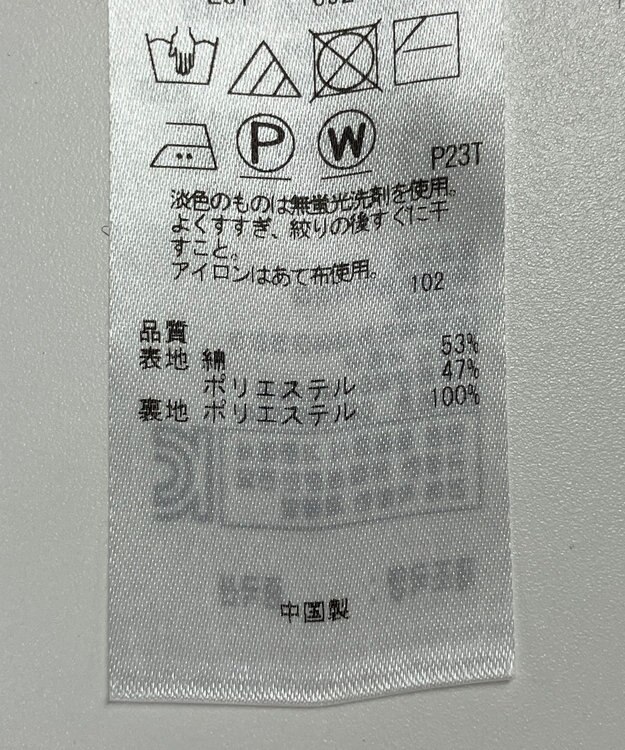 P
W
P23T
淡色のものは無蛍光洗剤を使用。
よくすすぎ、絞りの後すぐに干
すこと。
アイロンはあて布使用。
102
品質
表地 綿 53%
ポリエステル 47%
裏地 ポリエステル 100%
中国製